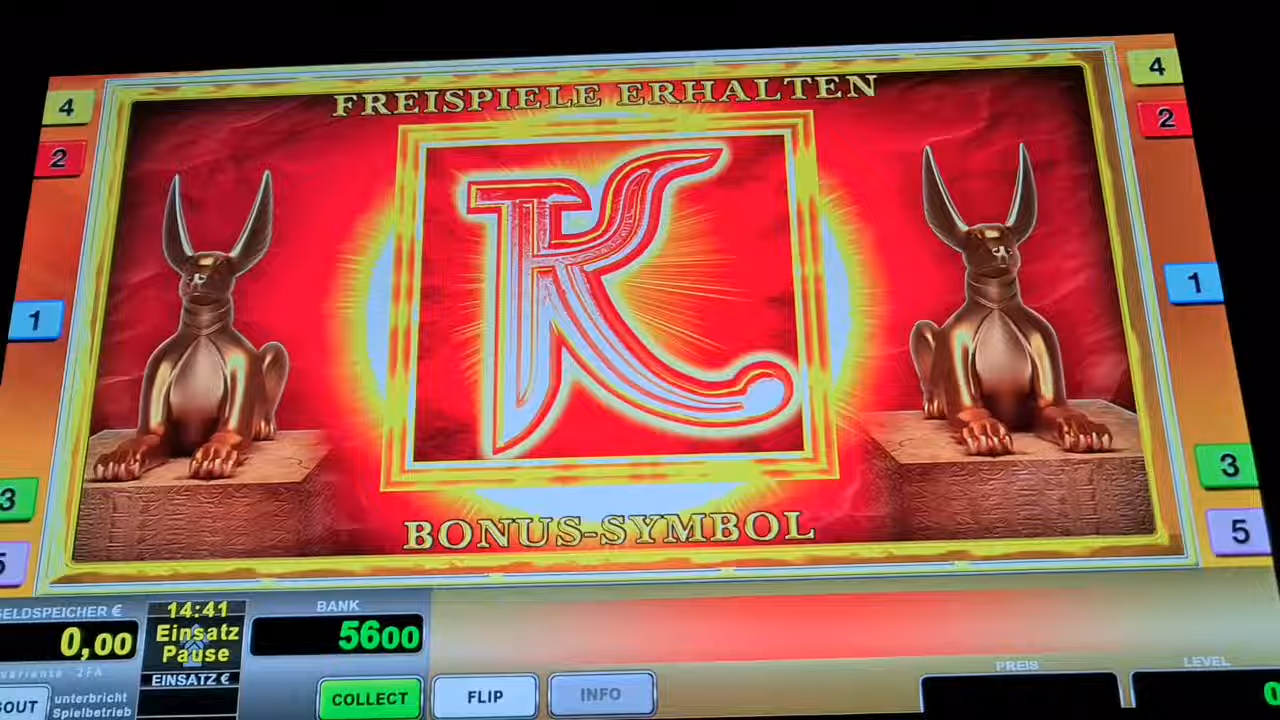 FREISPIELE ERHALTEN
4
4
2
2
K
1
1
3
3
5
5
BONUS-SYMBOL
GELDSPEICHER €
0,00
14:41
Einsatz
Pause
EINSATZ €
BANK
5600
unterbricht
Spielbetrieb
COLLECT
FLIP
INFO
PREIS
LEVEL